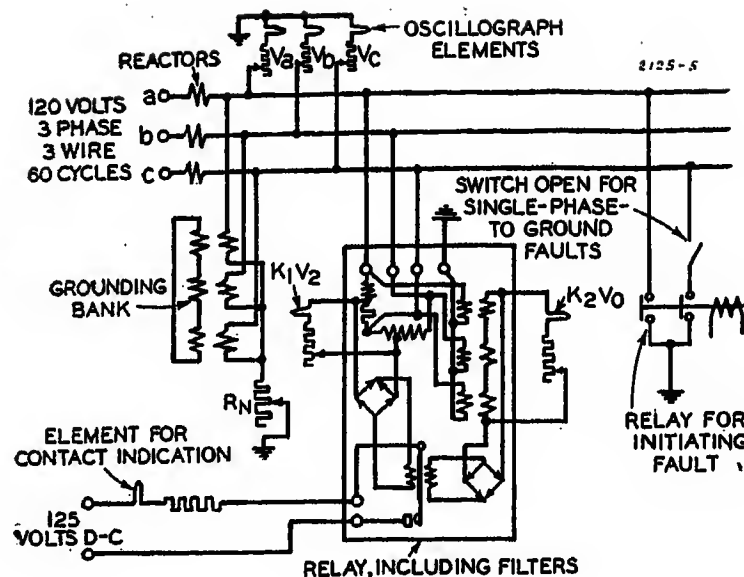 OSCILLOGRAPH
ELEMENTS
Va
Vb
Vc
2125-5
REACTORS
a
b
c
120 VOLTS
3 PHASE
3 WIRE
60 CYCLES
SWITCH OPEN FOR
SINGLE-PHASE-
TO GROUND
FAULTS
GROUNDING
BANK
K1V2
K2V0
RN
RELAY FOR
INITIATING
FAULT
ELEMENT FOR
CONTACT INDICATION
125
VOLTS D-C
RELAY, INCLUDING FILTERS